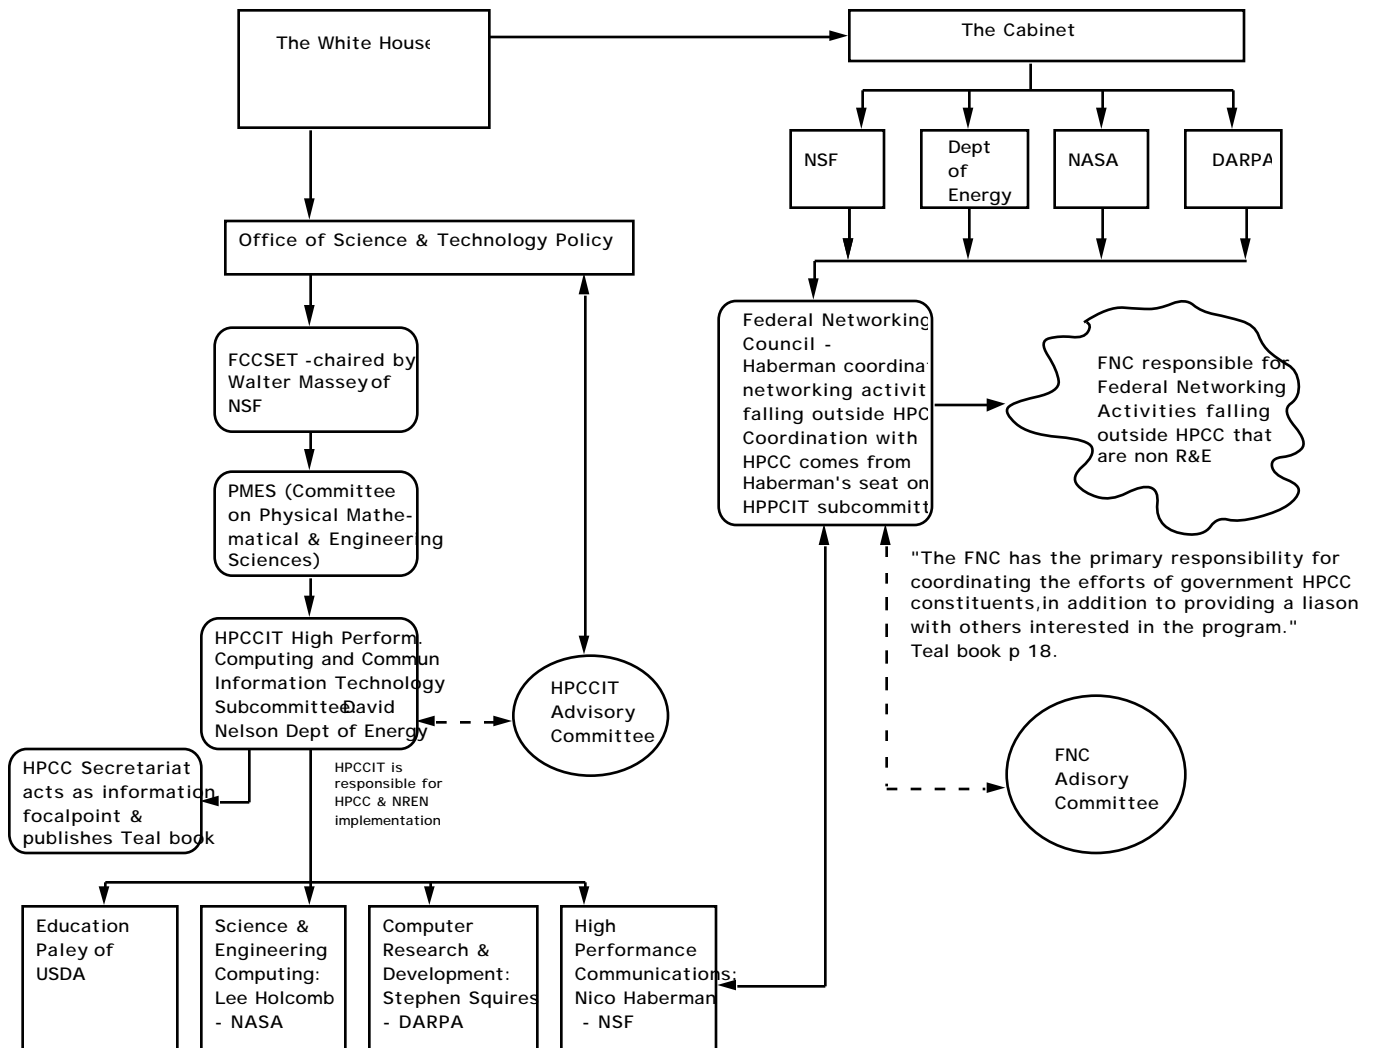 The White House
The Cabinet
NSF
Dept
of
Energy
NASA
DARPA
Office of Science & Technology Policy
FCCSET -chaired by
Walter Massey of
NSF
Federal Networking
Council -
Haberman coordina
networking activit
falling outside HPC
Coordination with
HPCC comes from
Haberman's seat on
HPPCIT subcommitt
FNC responsible for
Federal Networking
Activities falling
outside HPCC that
are non R&E
PMES (Committee
on Physical Mathe-
matical & Engineering
Sciences)
"The FNC has the primary responsibility for
coordinating the efforts of government HPCC
constituents,in addition to providing a liason
with others interested in the program."
Teal book p 18.
HPCCIT High Perform.
Computing and Commun
Information Technology
Subcommittee David
Nelson Dept of Energy
HPCCIT
Advisory
Committee
FNC
Adisory
Committee
HPCC Secretariat
acts as information
focalpoint &
publishes Teal book
HPCCIT is
responsible for
HPCC & NREN
implementation
Education
Paley of
USDA
Science &
Engineering
Computing:
Lee Holcomb
- NASA
Computer
Research &
Development:
Stephen Squires
- DARPA
High
Performance
Communications:
Nico Haberman
- NSF